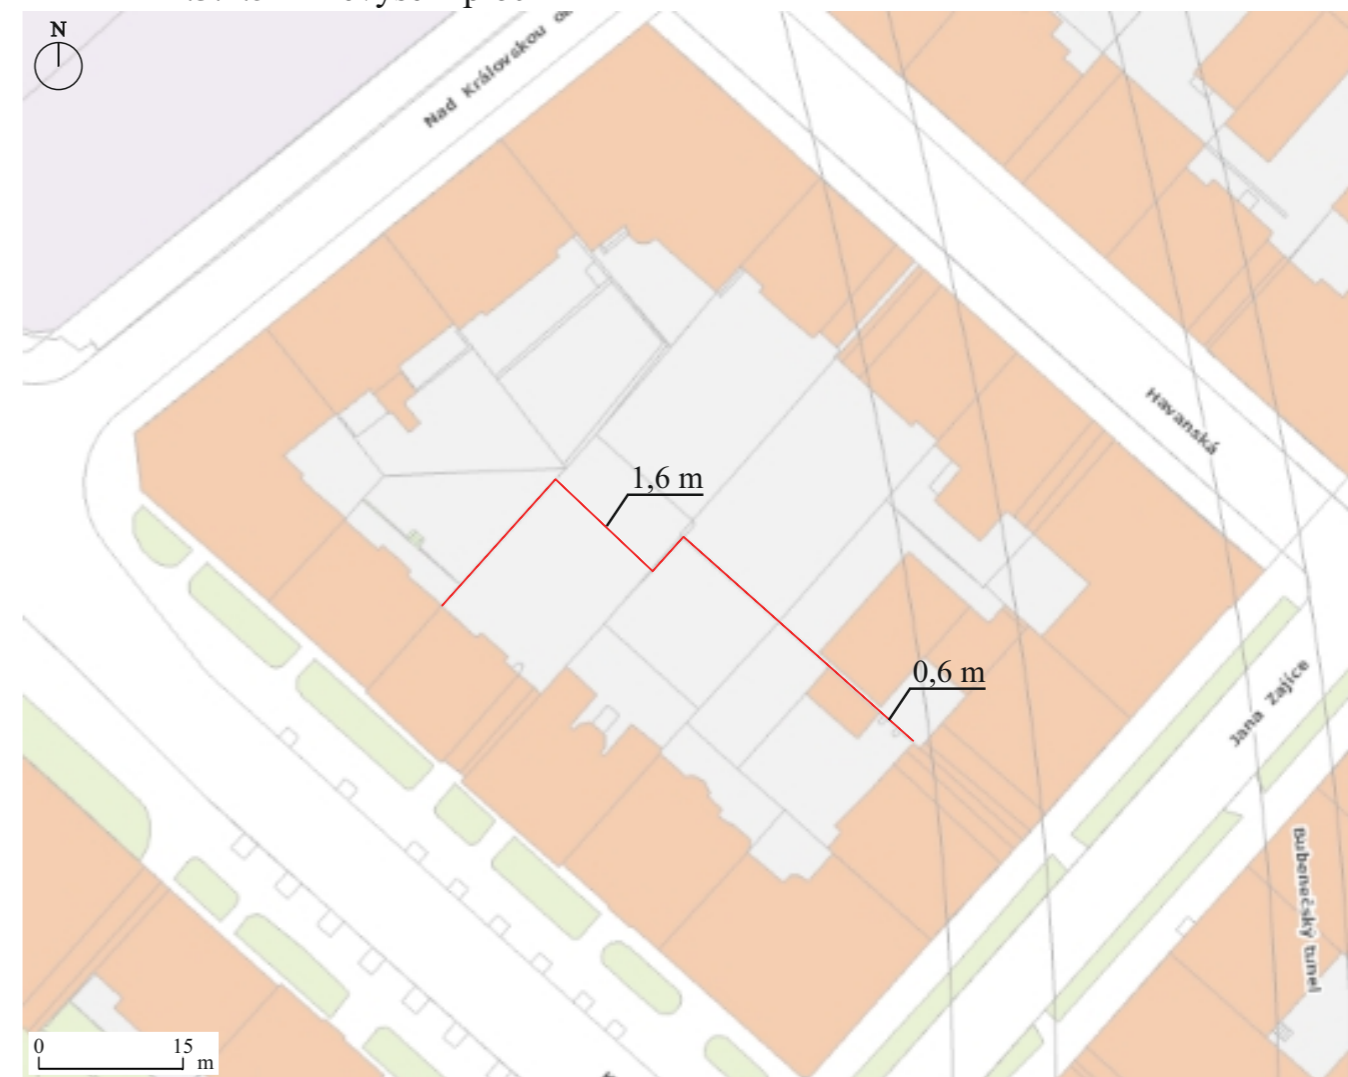 N
Nad Královskou
1,6 m
Havanská
0,6 m
Jana Zajíce
Bubenečský tunel
0 15 m